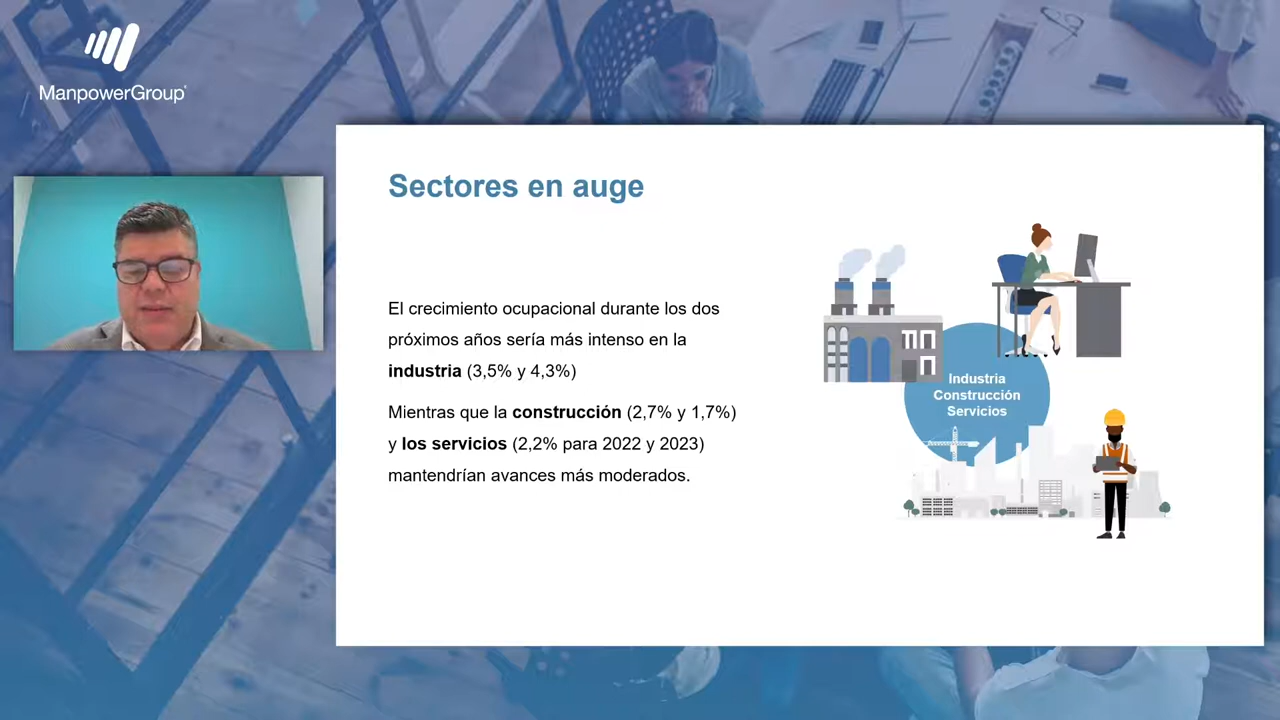 ManpowerGroup
Sectores en auge
El crecimiento ocupacional durante los dos
próximos años sería más intenso en la
industria (3,5% y 4,3%)
Mientras que la construcción (2,7% y 1,7%)
y los servicios (2,2% para 2022 y 2023)
mantendrían avances más moderados.
Industria
Construcción
Servicios